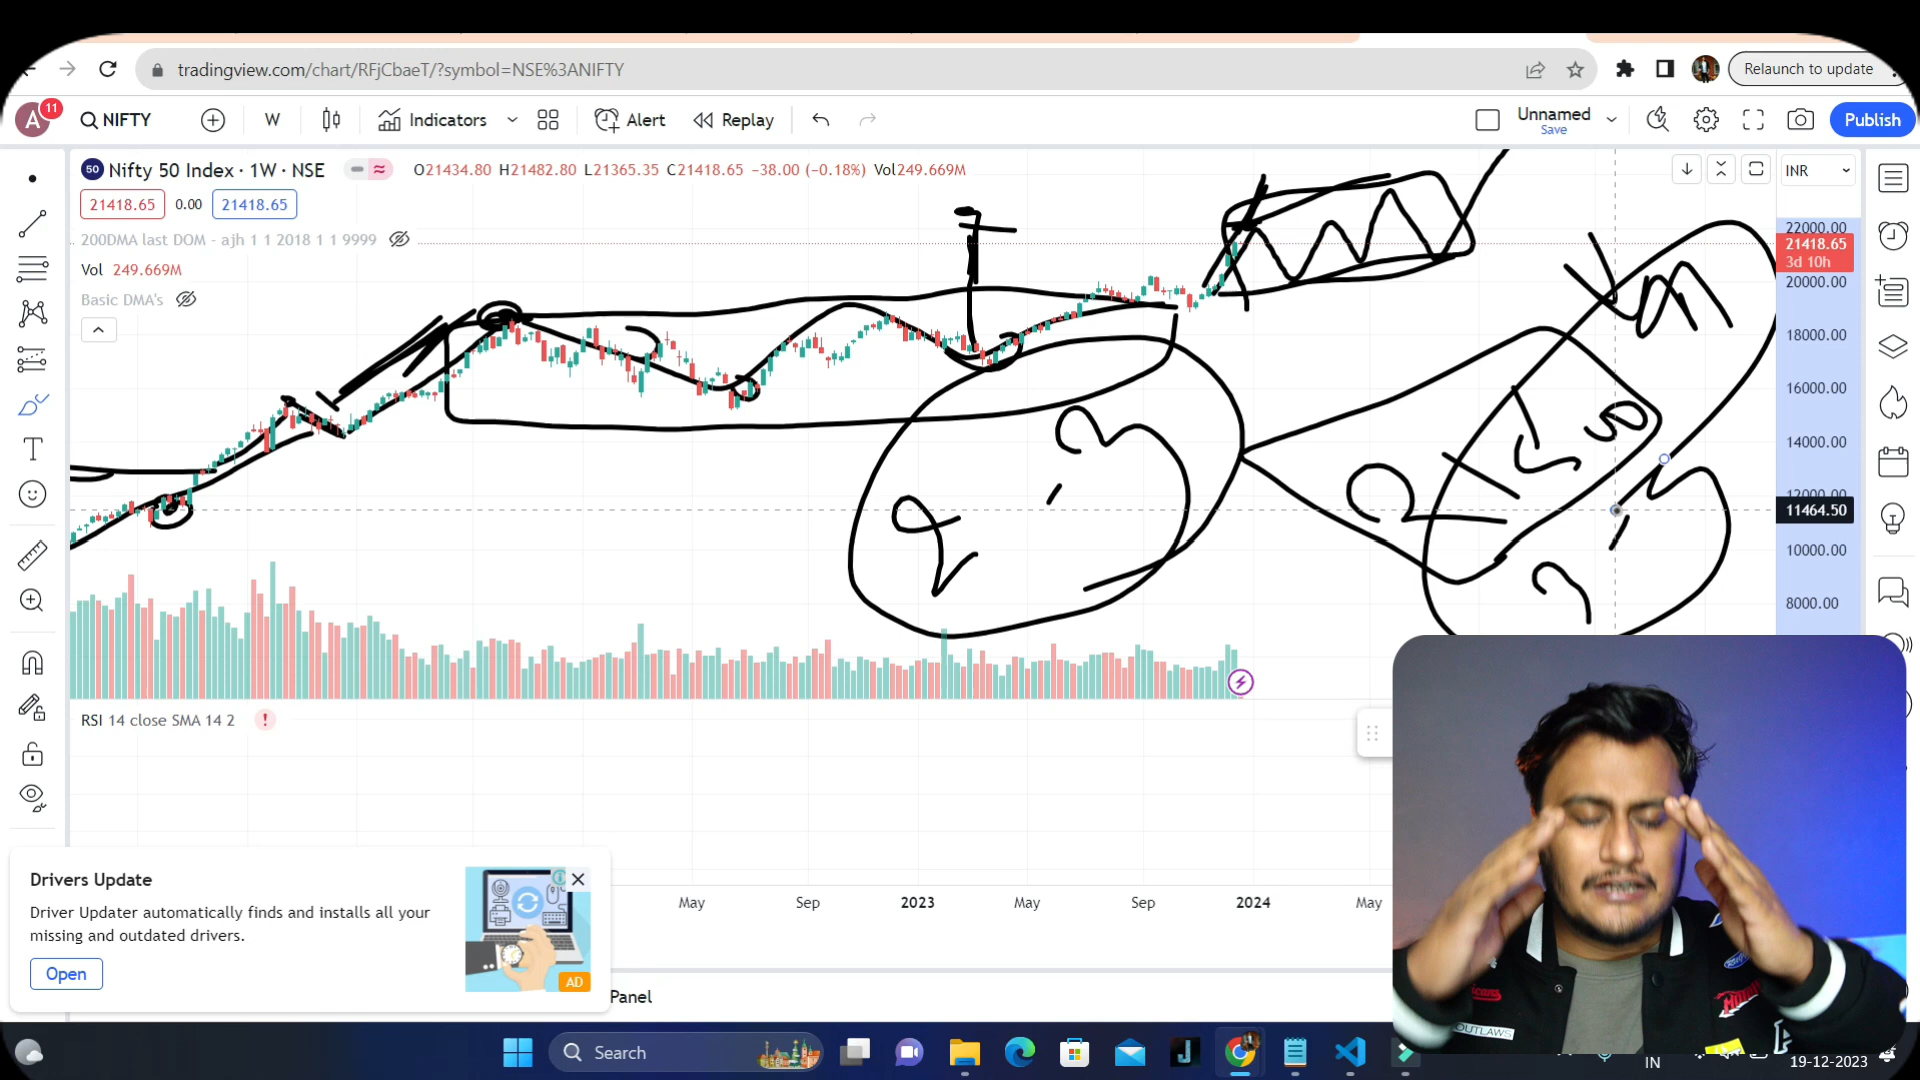 tradingview.com/chart/RFjCbaeT/?symbol=NSE%3ANIFTY
Relaunch to update
A
11
NIFTY
W
Indicators
Alert
Replay
Unnamed
Save
Publish
50
Nifty 50 Index · 1W · NSE
O21434.80 H21482.80 L21365.35 C21418.65 −38.00 (−0.18%) Vol249.669M
INR
21418.65
0.00
21418.65
200DMA last DOM - ajh 1 1 2018 1 1 9999
Vol 249.669M
Basic DMA's
22000.00
21418.65
3d 10h
20000.00
18000.00
16000.00
14000.00
12000.00
11464.50
10000.00
8000.00
RSI 14 close SMA 14 2
!
May
Sep
2023
May
Sep
2024
May
Drivers Update
Driver Updater automatically finds and installs all your
missing and outdated drivers.
Open
AD
Panel
OUTLAWS
Search
IN
19-12-2023